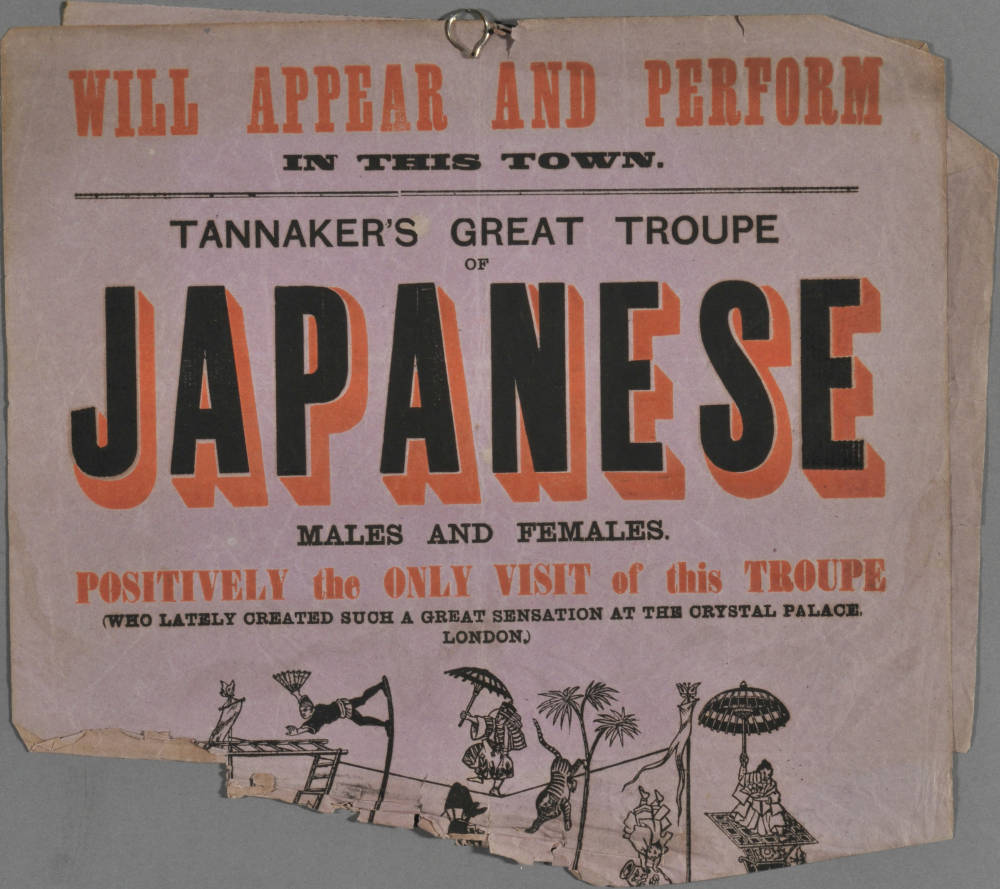 WILL APPEAR AND PERFORM
IN THIS TOWN.
TANNAKER'S GREAT TROUPE
OF
JAPANESE
MALES AND FEMALES.
POSITIVELY the ONLY VISIT of this TROUPE
(WHO LATELY CREATED SUCH A GREAT SENSATION AT THE CRYSTAL PALACE,
LONDON,)